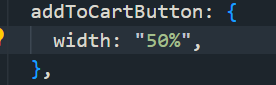 addToCartButton: {
width: "50%",
},